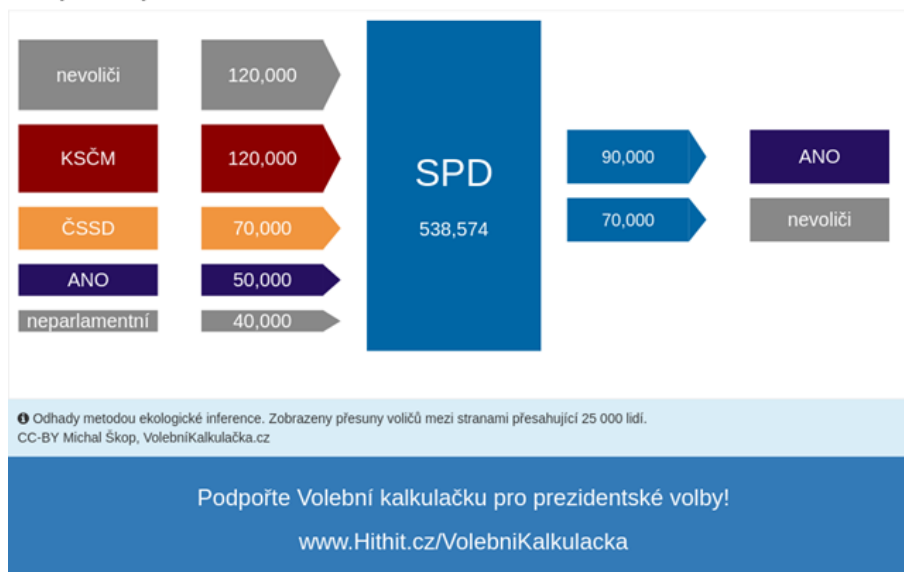 nevoliči
120,000
KSČM
120,000
ČSSD
70,000
ANO
50,000
neparlamentní
40,000
SPD
538,574
90,000
ANO
70,000
nevoliči
Odhady metodou ekologické inference. Zobrazeny přesuny voličů mezi stranami přesahující 25 000 lidí.
CC-BY Michal Škop, VolebníKalkulačka.cz
Podpořte Volební kalkulačku pro prezidentské volby!
www.Hithit.cz/VolebniKalkulacka